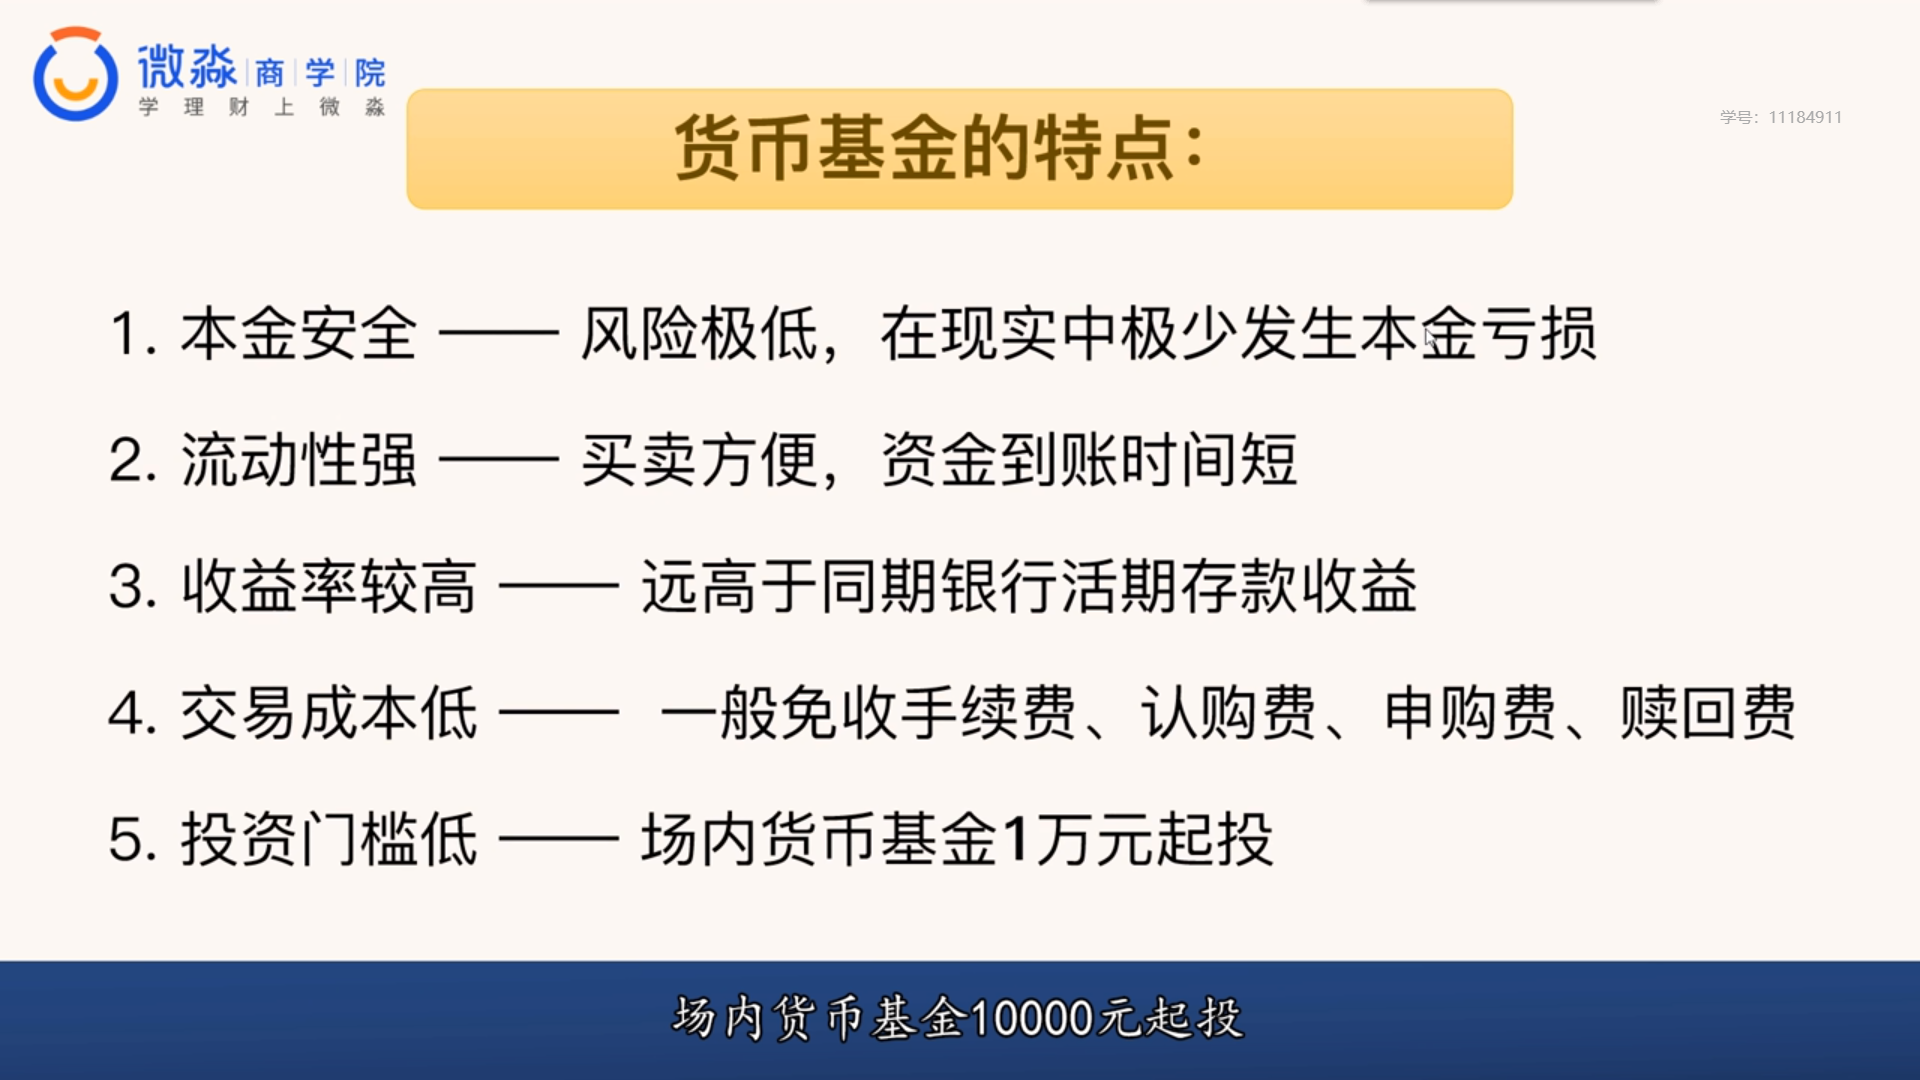 微淼商学院
学理财上微淼
学号：11184911
货币基金的特点：
1. 本金安全 —— 风险极低，在现实中极少发生本金亏损
2. 流动性强 —— 买卖方便，资金到账时间短
3. 收益率较高 —— 远高于同期银行活期存款收益
4. 交易成本低 —— 一般免收手续费、认购费、申购费、赎回费
5. 投资门槛低 —— 场内货币基金1万元起投
场内货币基金10000元起投